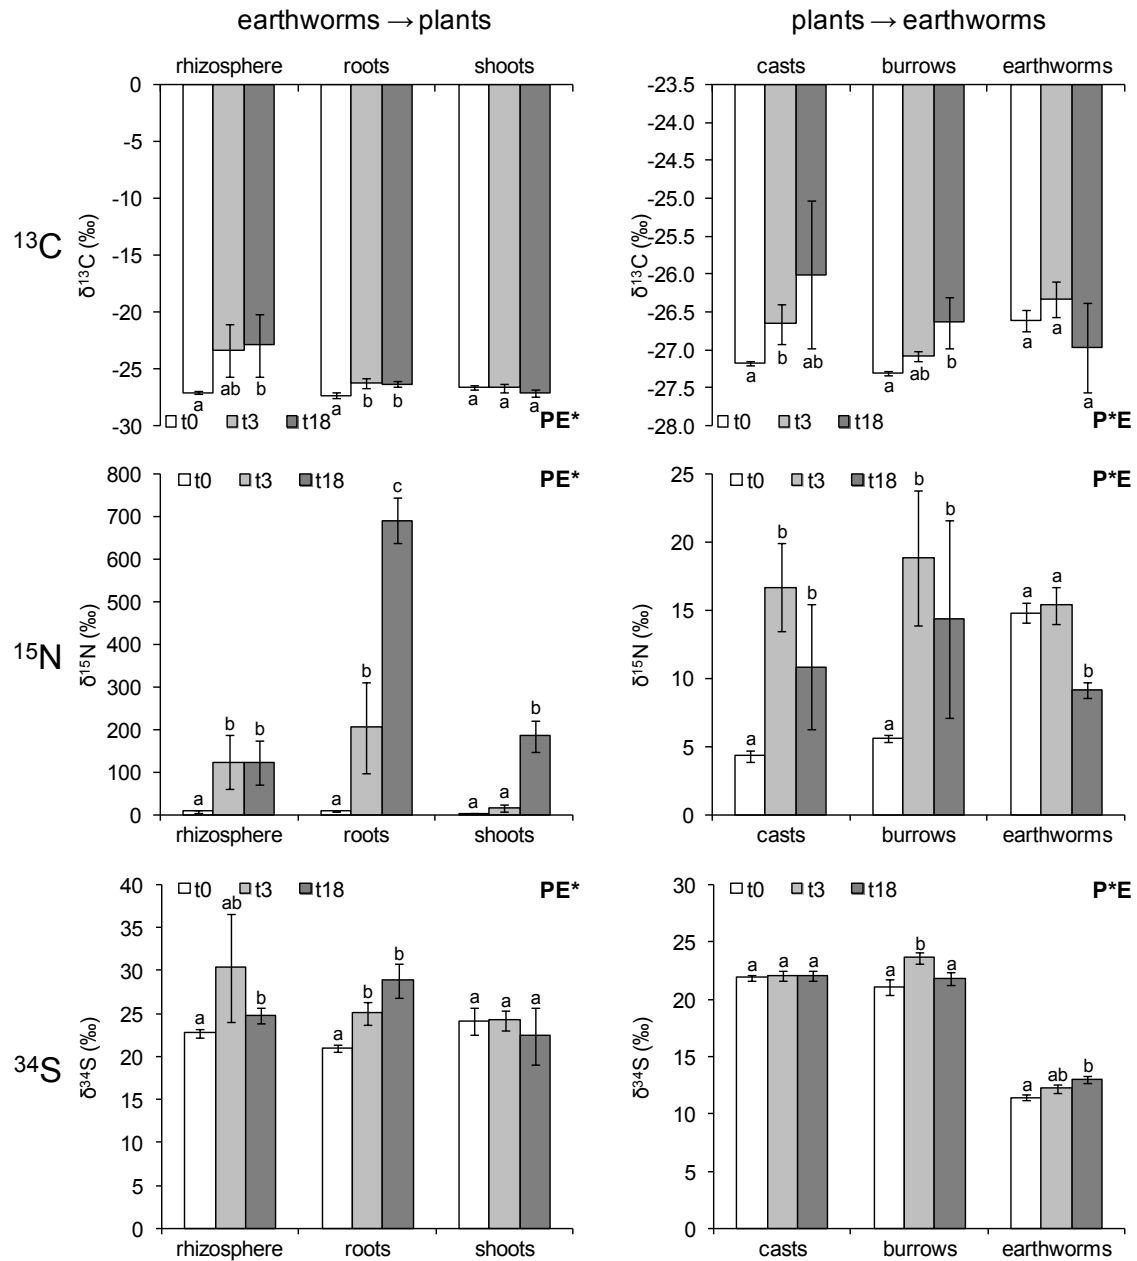 earthworms → plants
plants → earthworms
rhizosphere roots shoots
casts burrows earthworms
¹³C
δ¹³C (‰)
0
-5
-10
-15
-20
-25
-30
a ab b a b b a a a
t0 t3 t18
PE*
δ¹³C (‰)
-23.5
-24.0
-24.5
-25.0
-25.5
-26.0
-26.5
-27.0
-27.5
-28.0
a b ab a ab b a a a
t0 t3 t18
P*E
¹⁵N
δ¹⁵N (‰)
800
700
600
500
400
300
200
100
0
t0 t3 t18
PE*
a b b a b c a a b
rhizosphere roots shoots
δ¹⁵N (‰)
25
20
15
10
5
0
t0 t3 t18
P*E
a b b a b b a a b
casts burrows earthworms
³⁴S
δ³⁴S (‰)
40
35
30
25
20
15
10
5
0
t0 t3 t18
PE*
a ab b a b b a a a
rhizosphere roots shoots
δ³⁴S (‰)
30
25
20
15
10
5
0
t0 t3 t18
P*E
a a a a b a a ab b
casts burrows earthworms